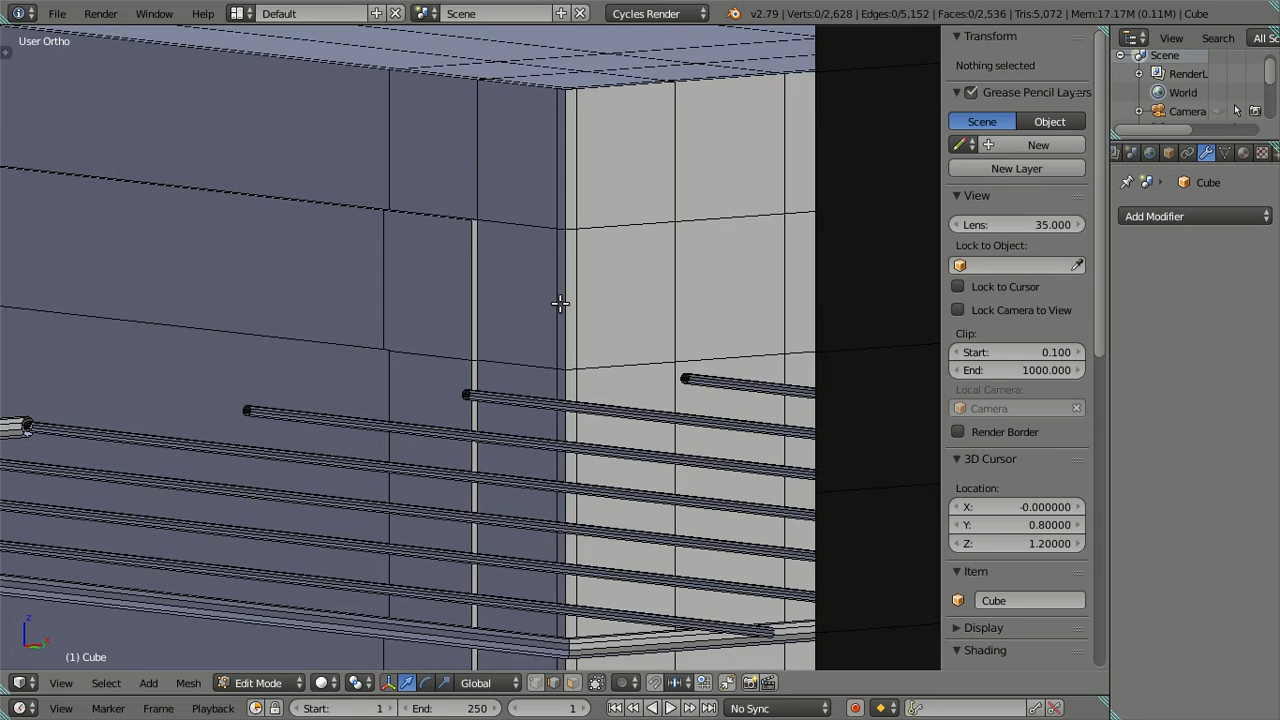 File Render Window Help Default Scene Cycles Render v2.79 | Verts:0/2,628 | Edges:0/5,152 | Faces:0/2,536 | Tris:5,072 | Mem:17.17M (0.11M) | Cube
User Ortho
Transform
Nothing selected
Grease Pencil Layers
Scene Object
New
New Layer
View
Lens: 35.000
Lock to Object:
Lock to Cursor
Lock Camera to View
Clip:
Start: 0.100
End: 1000.000
Local Camera:
Camera
Render Border
3D Cursor
Location:
X: -0.000000
Y: 0.80000
Z: 1.20000
Item
Cube
Display
Shading
View Search All Sc
Scene
RenderL
World
Camera
Cube
Add Modifier
z
x
(1) Cube
View Select Add Mesh Edit Mode Global
View Marker Frame Playback Start: 1 End: 250 1 No Sync